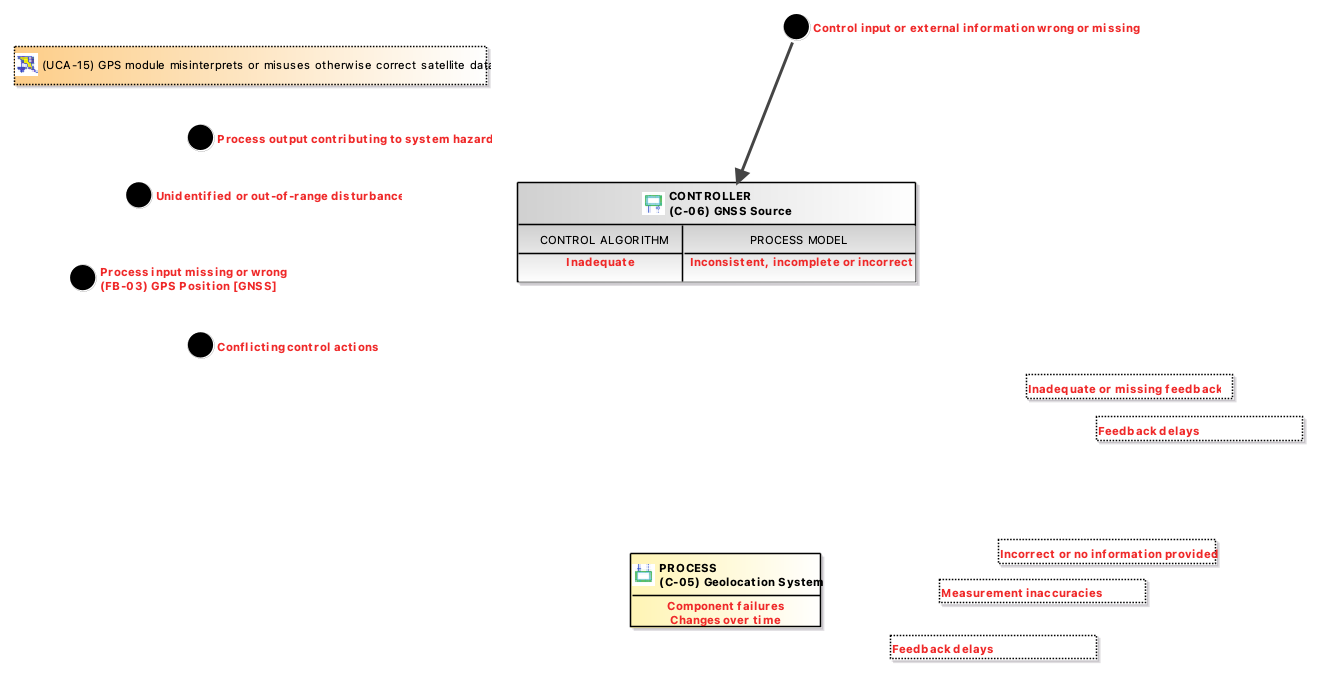 Control input or external information wrong or missing
(UCA-15) GPS module misinterprets or misuses otherwise correct satellite data
Process output contributing to system hazard
Unidentified or out-of-range disturbance
CONTROLLER
(C-06) GNSS Source
CONTROL ALGORITHM
PROCESS MODEL
Inadequate
Inconsistent, incomplete or incorrect
Process input missing or wrong
(FB-03) GPS Position [GNSS]
Conflicting control actions
Inadequate or missing feedback
Feedback delays
Incorrect or no information provided
PROCESS
(C-05) Geolocation System
Component failures
Changes over time
Measurement inaccuracies
Feedback delays